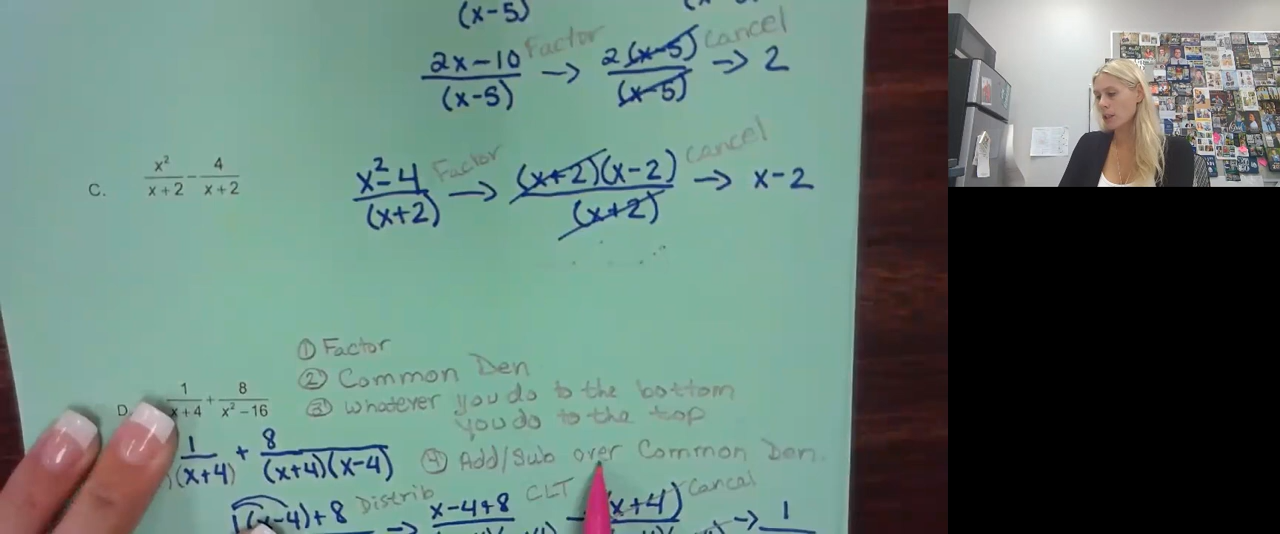 (x-5)
2x-10 Factor → 2(x-5) Cancel → 2
(x-5) (x-5)
C. x² / x+2 − 4 / x+2
x²-4 Factor → (x+2)(x-2) Cancel → x-2
(x+2) (x+2)
① Factor
② Common Den
③ Whatever you do to the bottom
you do to the top
④ Add/Sub over Common Den.
D. 1 / x+4 + 8 / x²−16
1 / (x+4) + 8 / (x+4)(x-4)
1(x-4)+8 Distrib → x-4+8 CLT (x+4) Cancal → 1